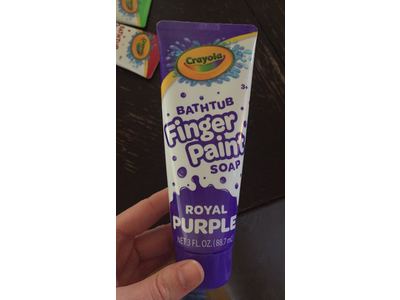 Crayola
3+
BATHTUB
Finger
Paint
SOAP
ROYAL
PURPLE
NET 3 FL. OZ. (88.7 mL)